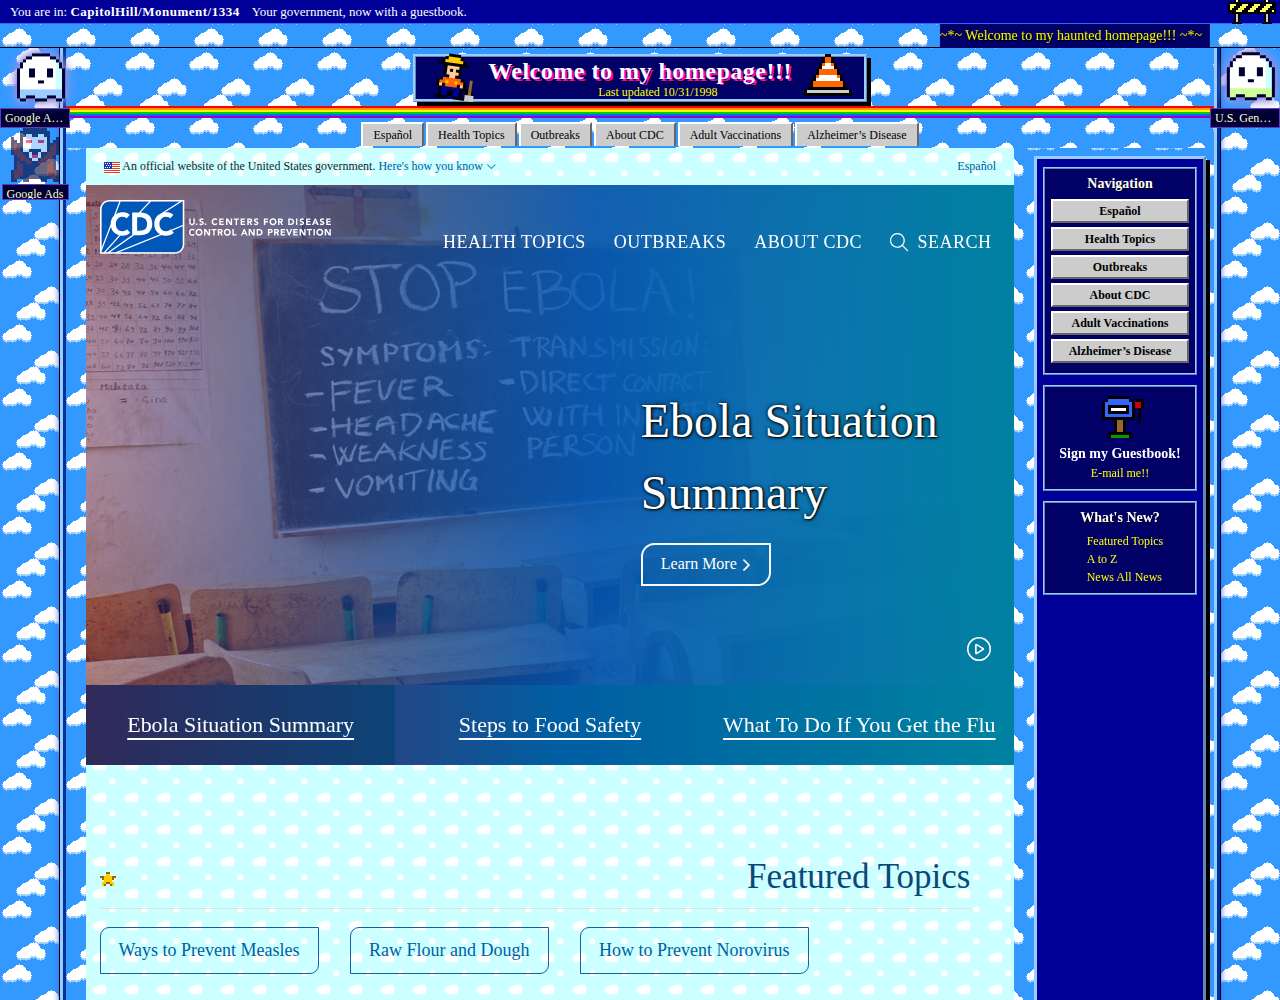 You are in: CapitolHill/Monument/1334 Your government, now with a guestbook.
~*~ Welcome to my haunted homepage!!! ~*~
Welcome to my homepage!!!
Last updated 10/31/1998
Google A…
U.S. Gen…
Google Ads
Español
Health Topics
Outbreaks
About CDC
Adult Vaccinations
Alzheimer’s Disease
An official website of the United States government. Here's how you know
Español
CDC
U.S. CENTERS FOR DISEASE
CONTROL AND PREVENTION
HEALTH TOPICS
OUTBREAKS
ABOUT CDC
SEARCH
STOP EBOLA!
SYMPTOMS:
- FEVER
- HEADACHE
- WEAKNESS
- VOMITING
TRANSMISSION:
- DIRECT CONTACT
WITH
PERSON
Ebola Situation
Summary
Learn More
Ebola Situation Summary
Steps to Food Safety
What To Do If You Get the Flu
Featured Topics
Ways to Prevent Measles
Raw Flour and Dough
How to Prevent Norovirus
Navigation
Español
Health Topics
Outbreaks
About CDC
Adult Vaccinations
Alzheimer’s Disease
Sign my Guestbook!
E-mail me!!
What's New?
Featured Topics
A to Z
News All News